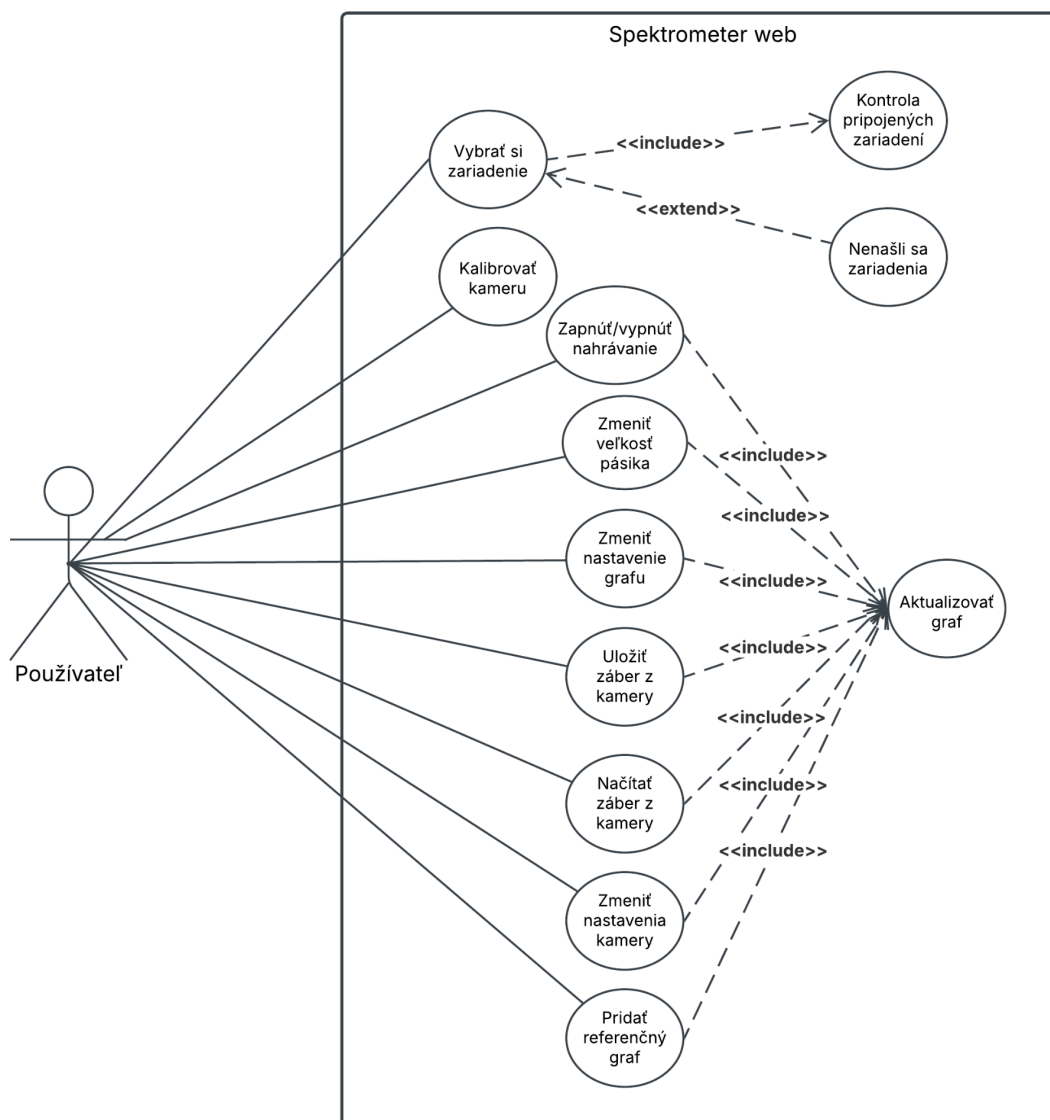 Spektrometer web
Kontrola
pripojených
zariadení
Vybrať si
zariadenie
<<include>>
<<extend>>
Nenašli sa
zariadenia
Kalibrovať
kameru
Zapnúť/vypnúť
nahrávanie
Zmeniť
veľkosť
pásika
<<include>>
<<include>>
Zmeniť
nastavenie
grafu
<<include>>
Aktualizovať
graf
Používateľ
Uložiť
záber z
kamery
<<include>>
<<include>>
Načítať
záber z
kamery
<<include>>
<<include>>
Zmeniť
nastavenia
kamery
Pridať
referenčný
graf